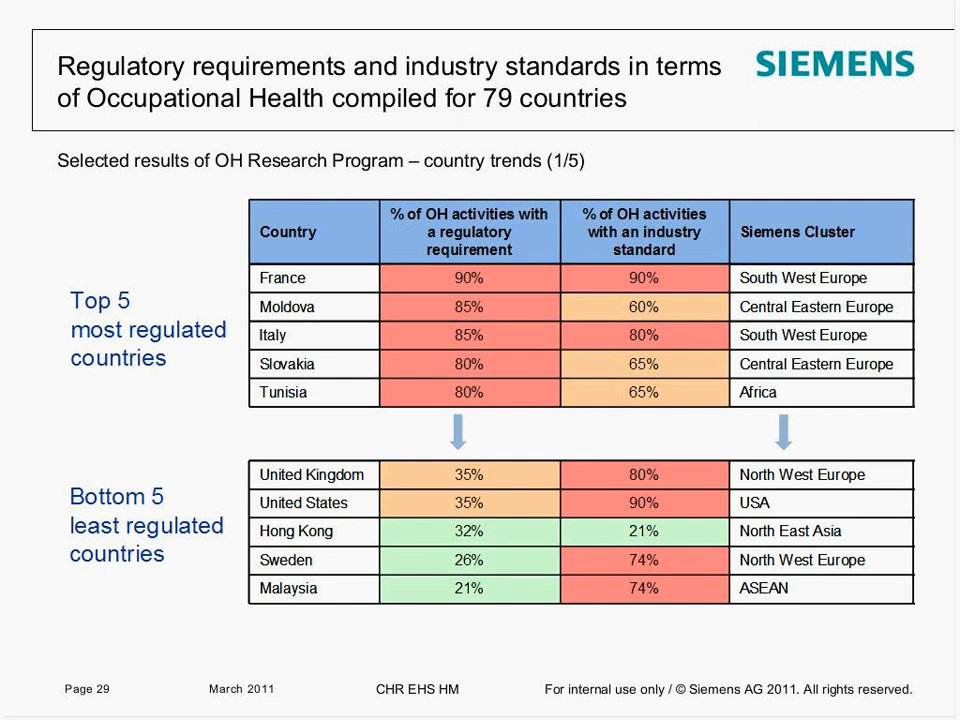 Regulatory requirements and industry standards in terms
of Occupational Health compiled for 79 countries
SIEMENS
Selected results of OH Research Program – country trends (1/5)
Country
% of OH activities with
a regulatory
requirement
% of OH activities
with an industry
standard
Siemens Cluster
Top 5
most regulated
countries
France 90% 90% South West Europe
Moldova 85% 60% Central Eastern Europe
Italy 85% 80% South West Europe
Slovakia 80% 65% Central Eastern Europe
Tunisia 80% 65% Africa
Bottom 5
least regulated
countries
United Kingdom 35% 80% North West Europe
United States 35% 90% USA
Hong Kong 32% 21% North East Asia
Sweden 26% 74% North West Europe
Malaysia 21% 74% ASEAN
Page 29 March 2011 CHR EHS HM For internal use only / © Siemens AG 2011. All rights reserved.